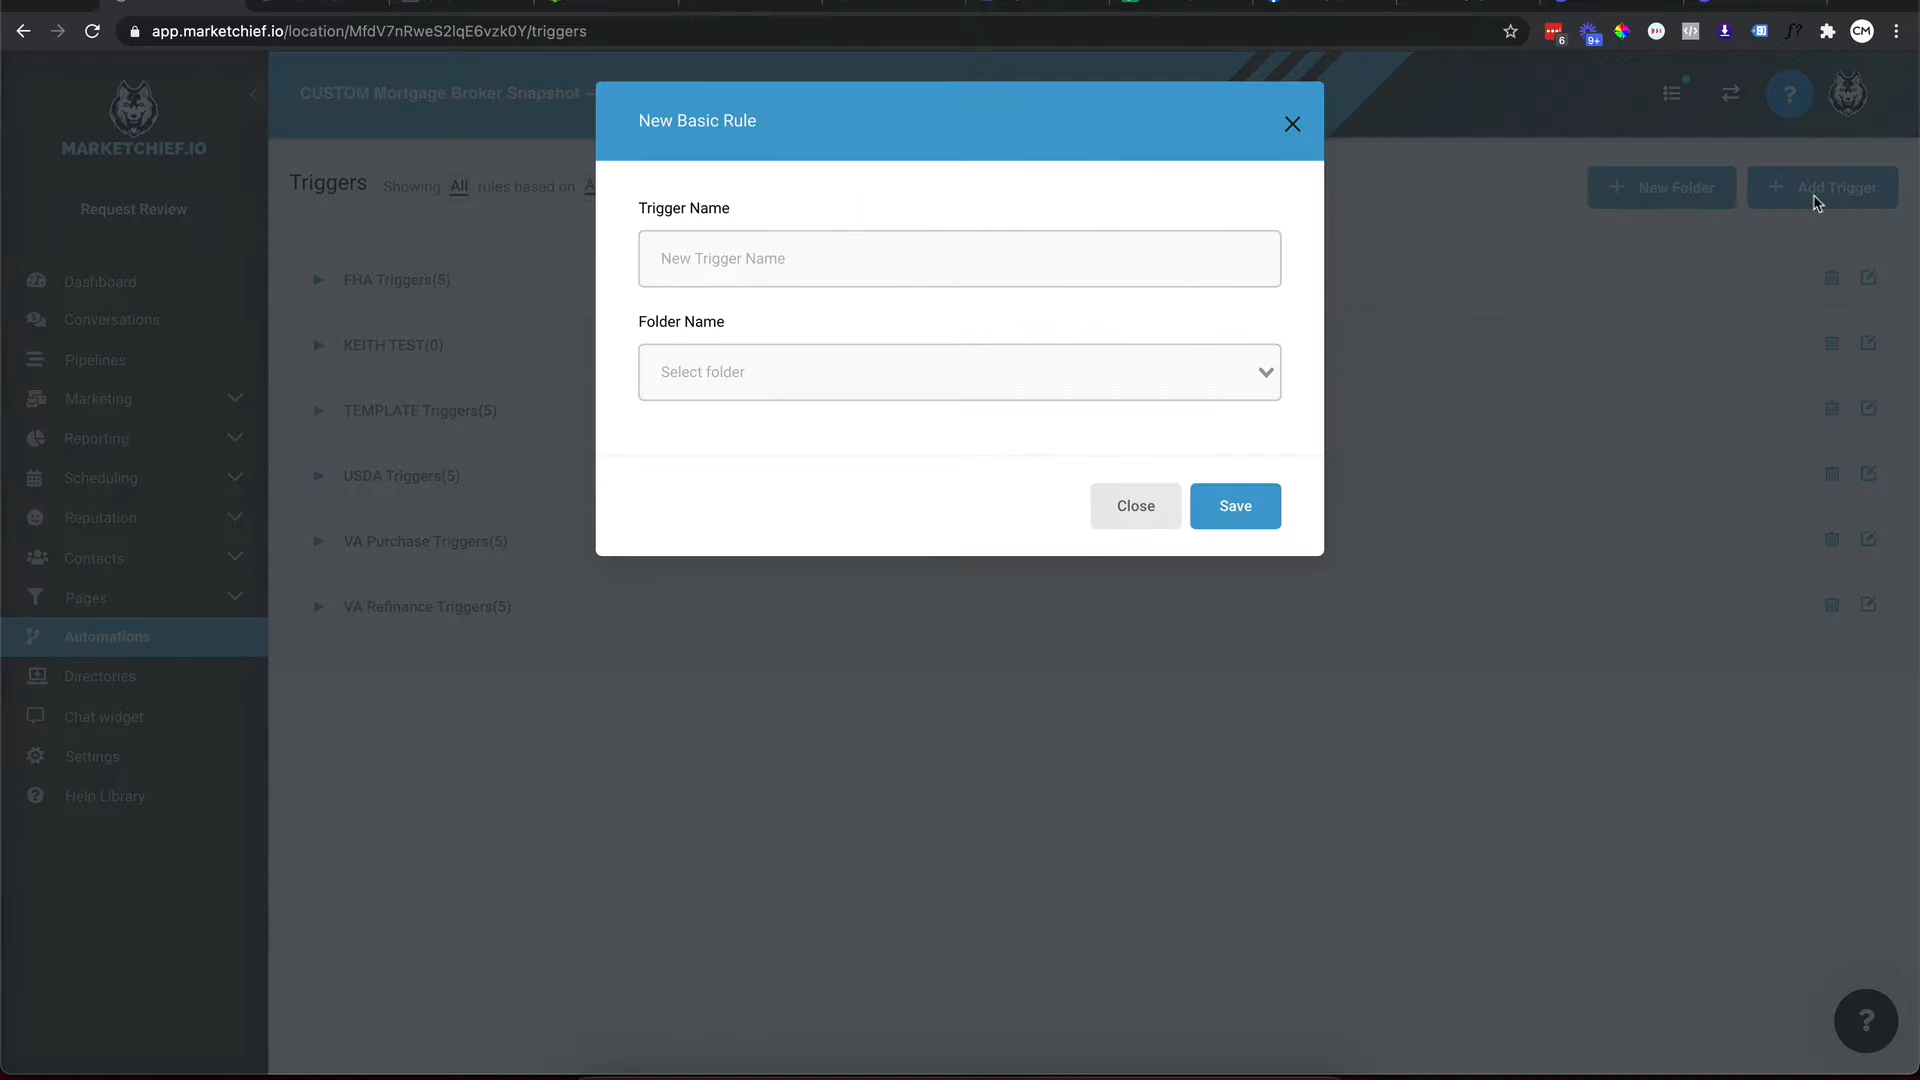 app.marketchief.io/location/MfdV7nRweS2lqE6vzk0Y/triggers
6
9+
</>
f?
CM
MARKETCHIEF.IO
Request Review
Dashboard
Conversations
Pipelines
Marketing
Reporting
Scheduling
Reputation
Contacts
Pages
Automations
Directories
Chat widget
Settings
Help Library
CUSTOM Mortgage Broker Snapshot --
?
Triggers Showing All rules based on A
+ New Folder
+ Add Trigger
FHA Triggers(5)
KEITH TEST(0)
TEMPLATE Triggers(5)
USDA Triggers(5)
VA Purchase Triggers(5)
VA Refinance Triggers(5)
New Basic Rule
Trigger Name
New Trigger Name
Folder Name
Select folder
Close
Save
?